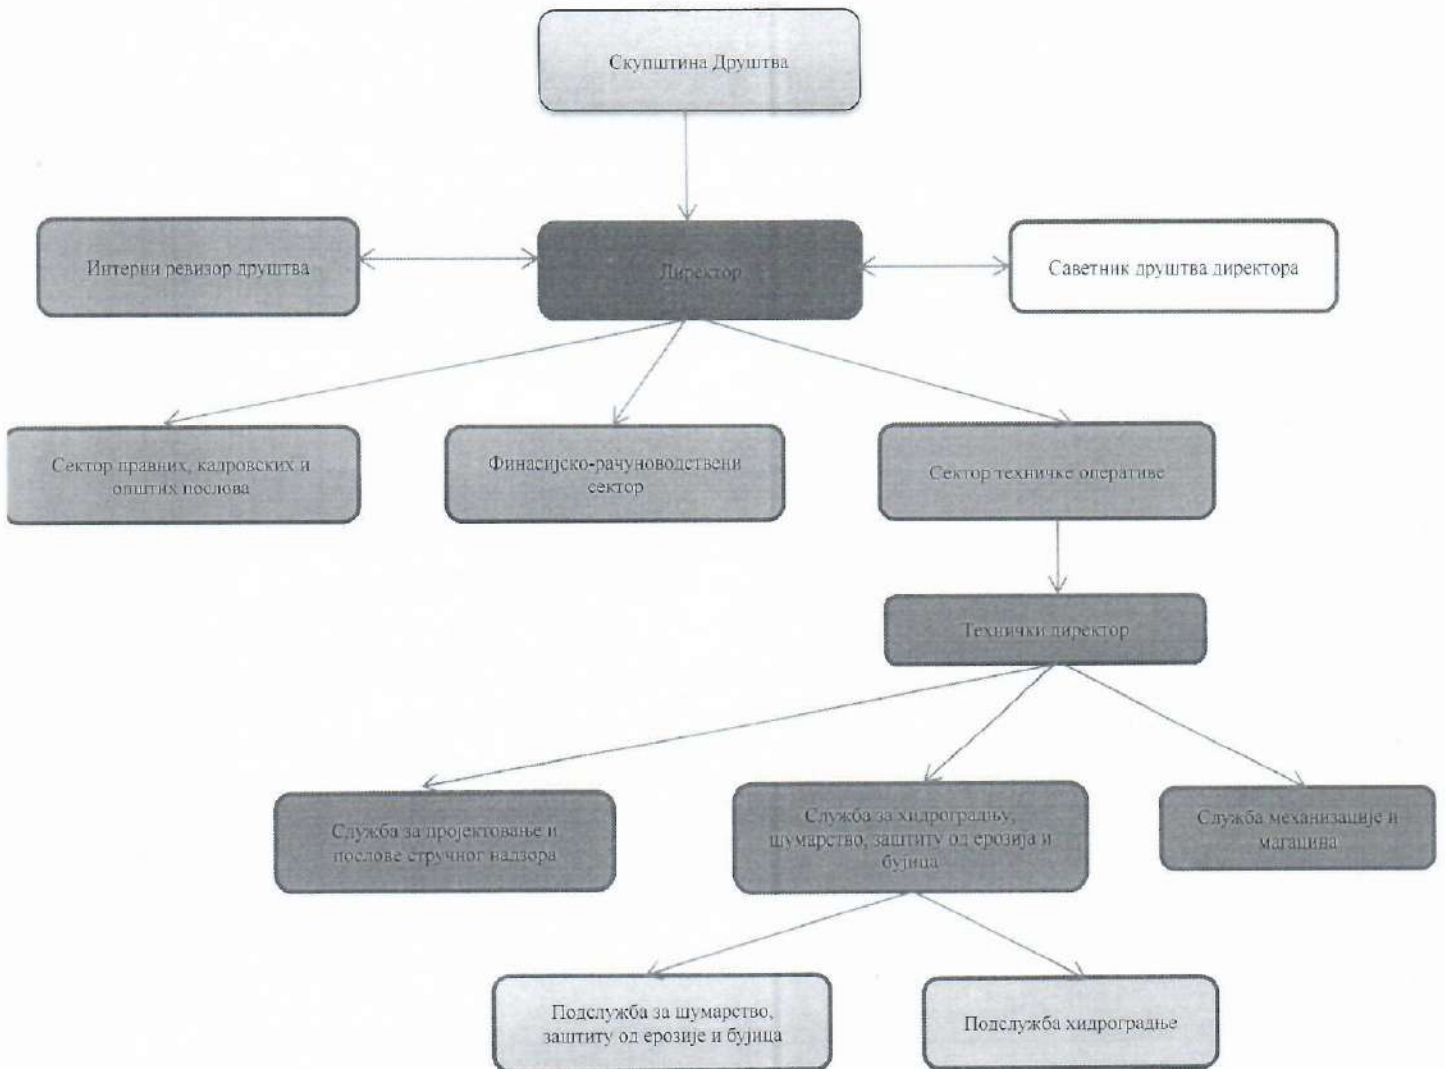 Скупштина Друштва
Интерни ревизор друштва
Директор
Саветник друштва директора
Сектор правних, кадровских и
општих послова
Финасијско-рачуноводствени
сектор
Сектор техничке оперативе
Технички директор
Служба за пројектовање и
послове стручног надзора
Служба за хидроградњу,
шумарство, заштиту од ерозија и
бујица
Служба механизације и
магацина
Подслужба за шумарство,
заштиту од ерозије и бујица
Подслужба хидроградње